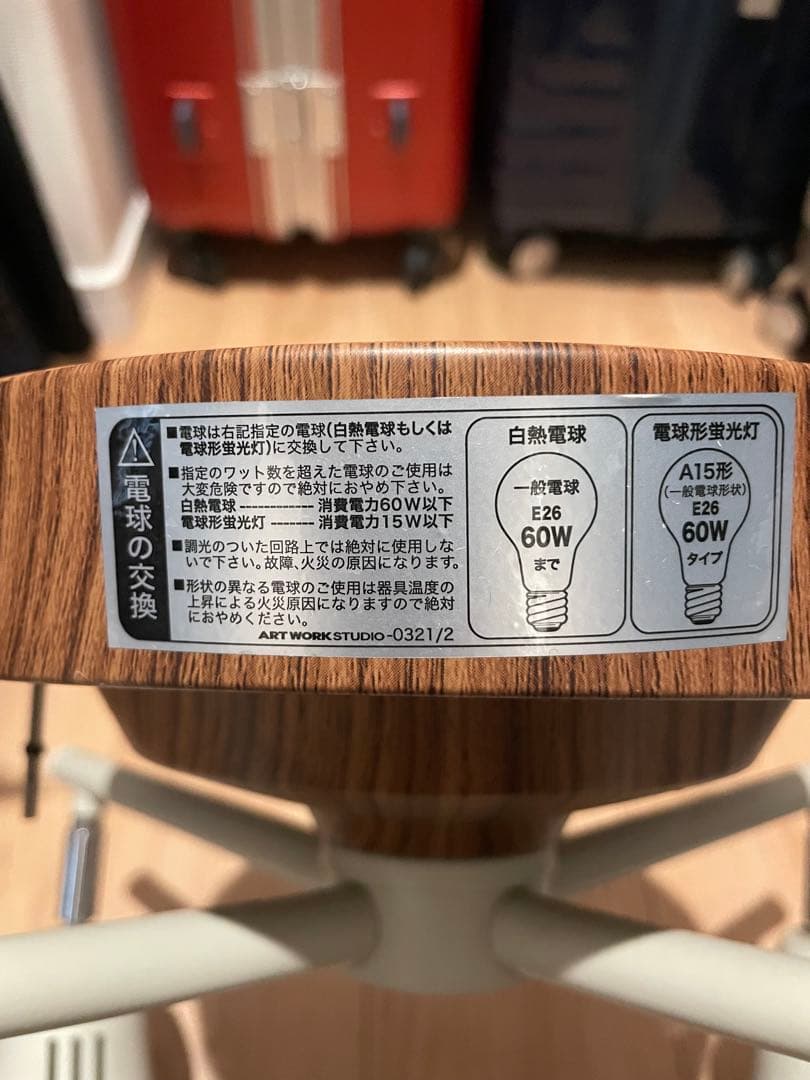 電球の交換
■電球は右記指定の電球(白熱電球もしくは
電球形蛍光灯)に交換して下さい。
■指定のワット数を超えた電球のご使用は
大変危険ですので絶対におやめ下さい。
白熱電球 ------------- 消費電力60W以下
電球形蛍光灯 ------- 消費電力15W以下
■調光のついた回路上では絶対に使用しな
いで下さい。故障、火災の原因になります。
■形状の異なる電球のご使用は器具温度の
上昇による火災原因になりますので絶対
におやめください。
ART WORK STUDIO-0321/2
白熱電球
一般電球
E26
60W
まで
電球形蛍光灯
A15形
(一般電球形状)
E26
60W
タイプ